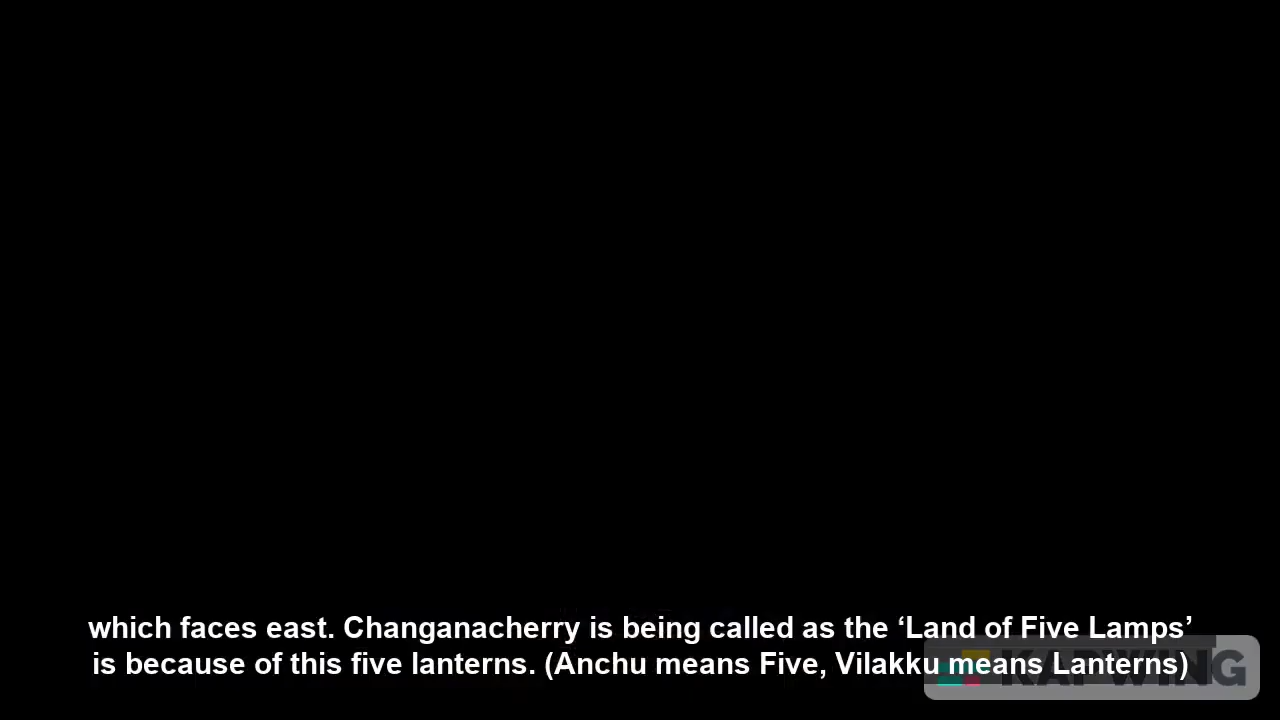 which faces east. Changanacherry is being called as the ‘Land of Five Lamps’
is because of this five lanterns. (Anchu means Five, Vilakku means Lanterns)
KAPWING